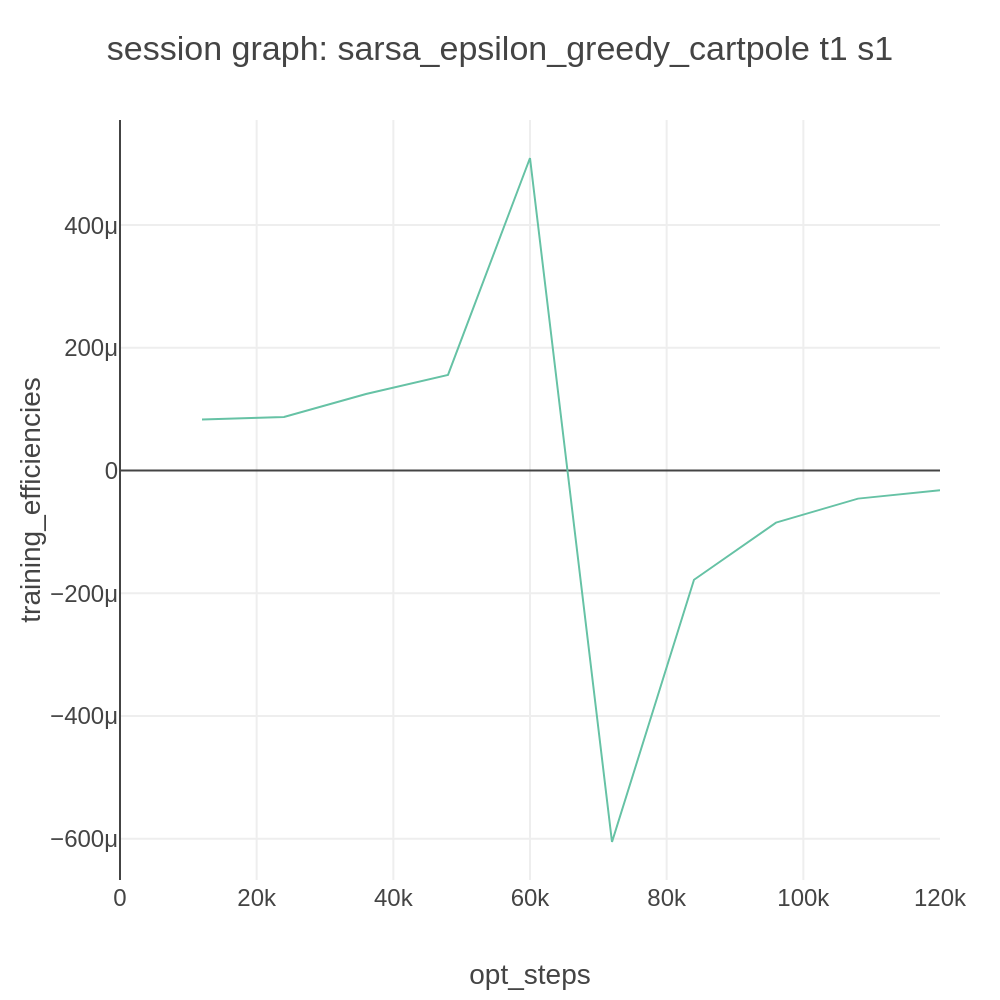 session graph: sarsa_epsilon_greedy_cartpole t1 s1
training_efficiencies
400μ
200μ
0
−200μ
−400μ
−600μ
0 20k 40k 60k 80k 100k 120k
opt_steps